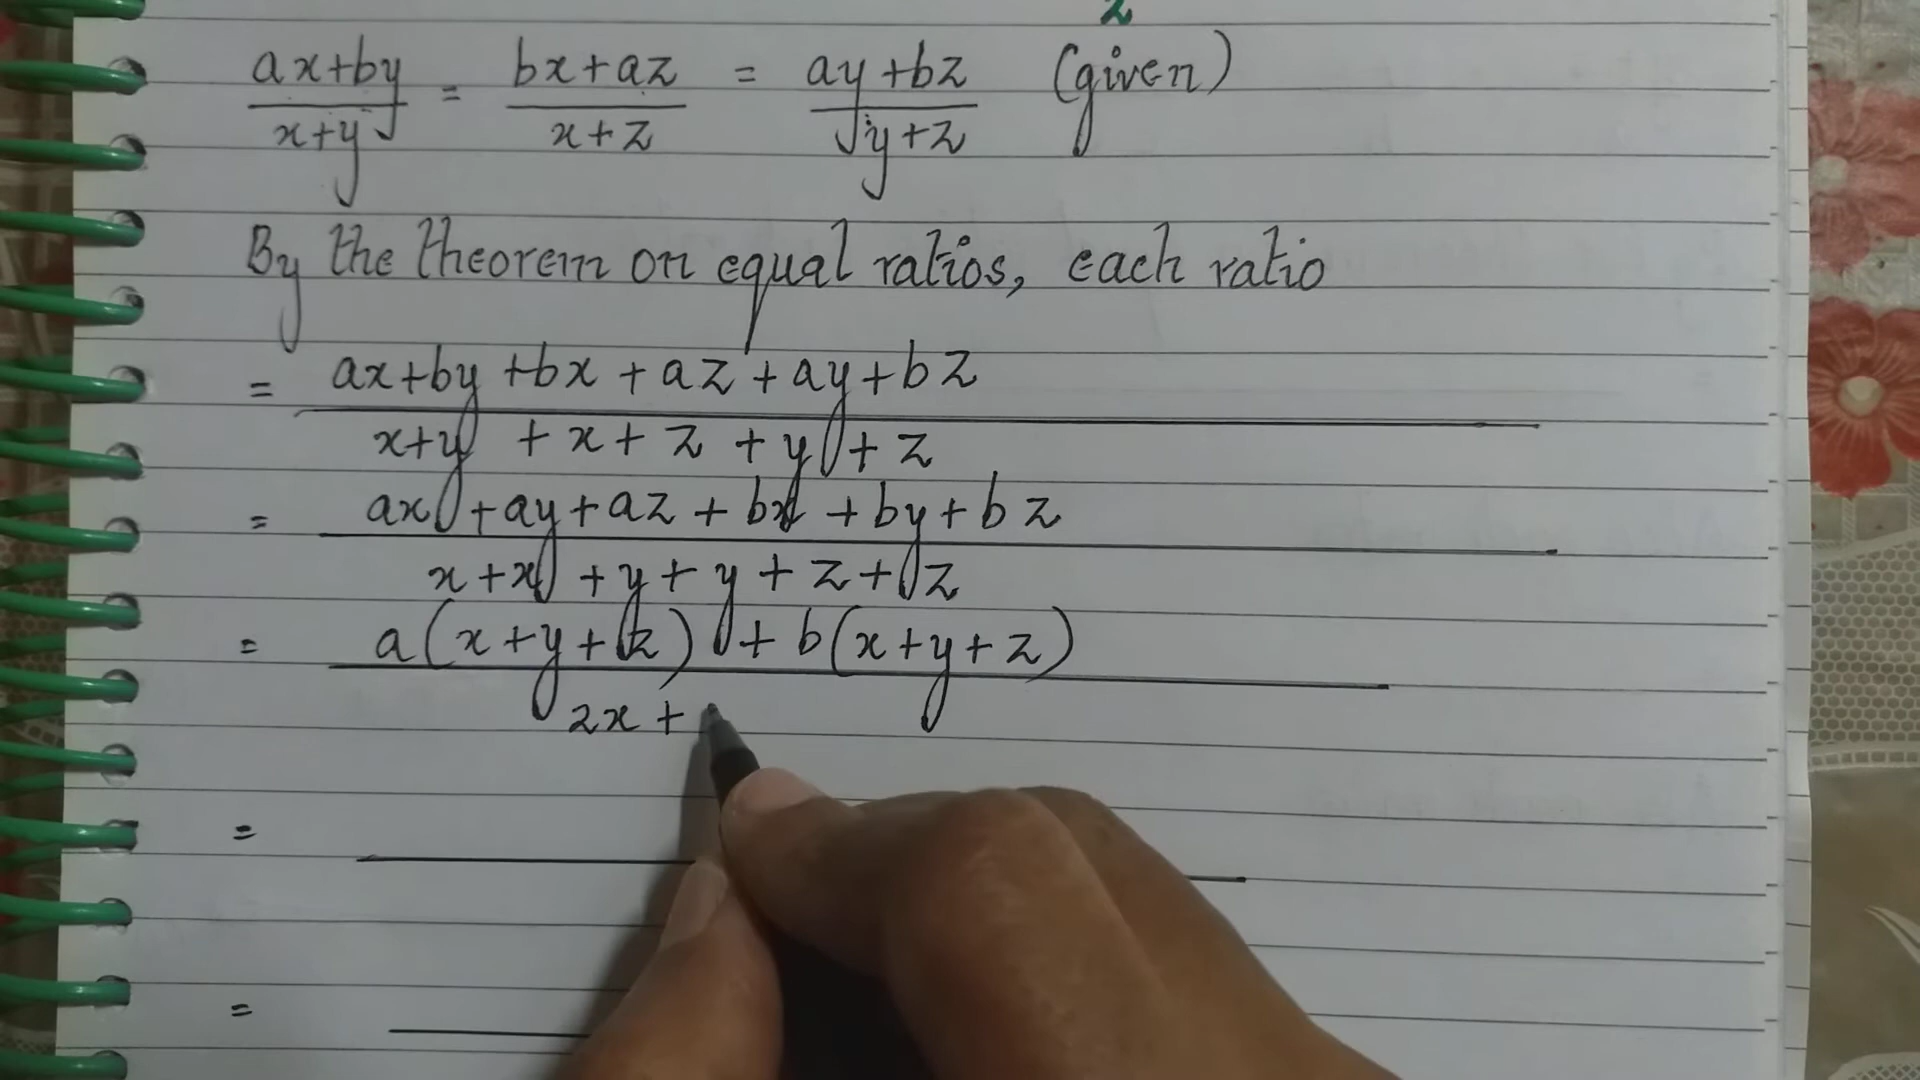 2
ax+by/x+y = bx+az/x+z = ay+bz/y+z (given)
By the theorem on equal ratios, each ratio
= ax+by+bx+az+ay+bz/x+y+x+z+y+z
= ax+ay+az+bx+by+bz/x+x+y+y+z+z
= a(x+y+z)+b(x+y+z)/2x+
=
=